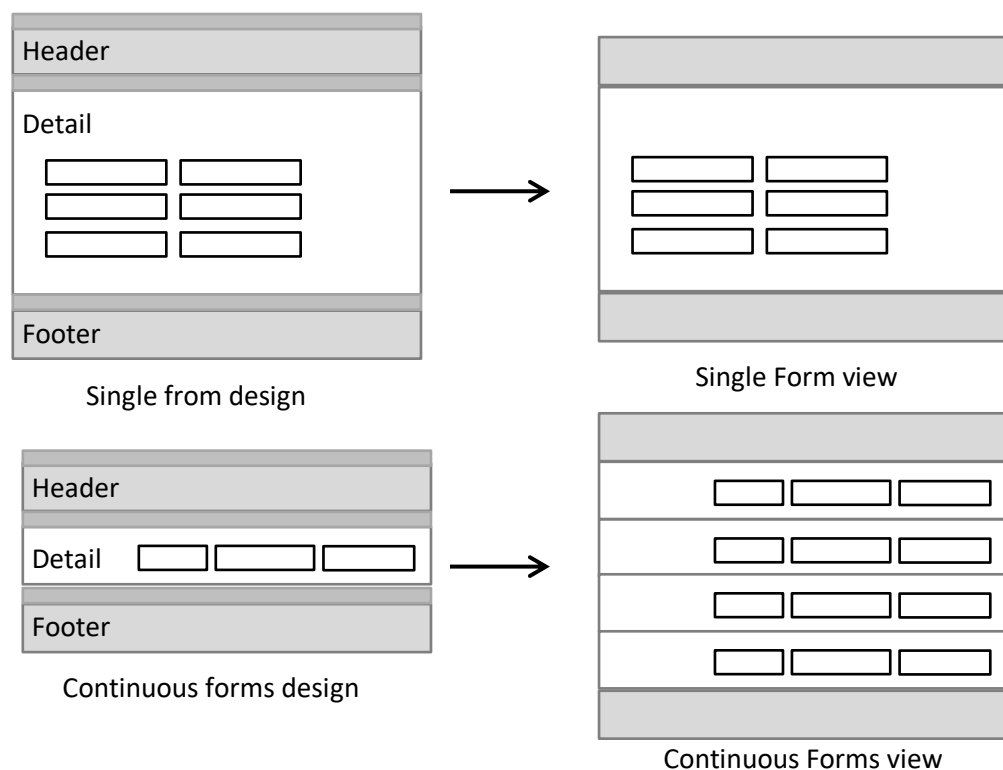 Header
Detail
Footer
Single from design
Single Form view
Header
Detail
Footer
Continuous forms design
Continuous Forms view